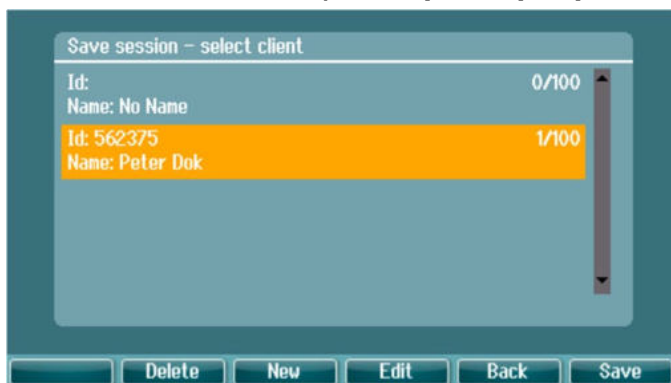 Save session - select client
Id: 0/100
Name: No Name
Id: 562375 1/100
Name: Peter Dok
Delete New Edit Back Save